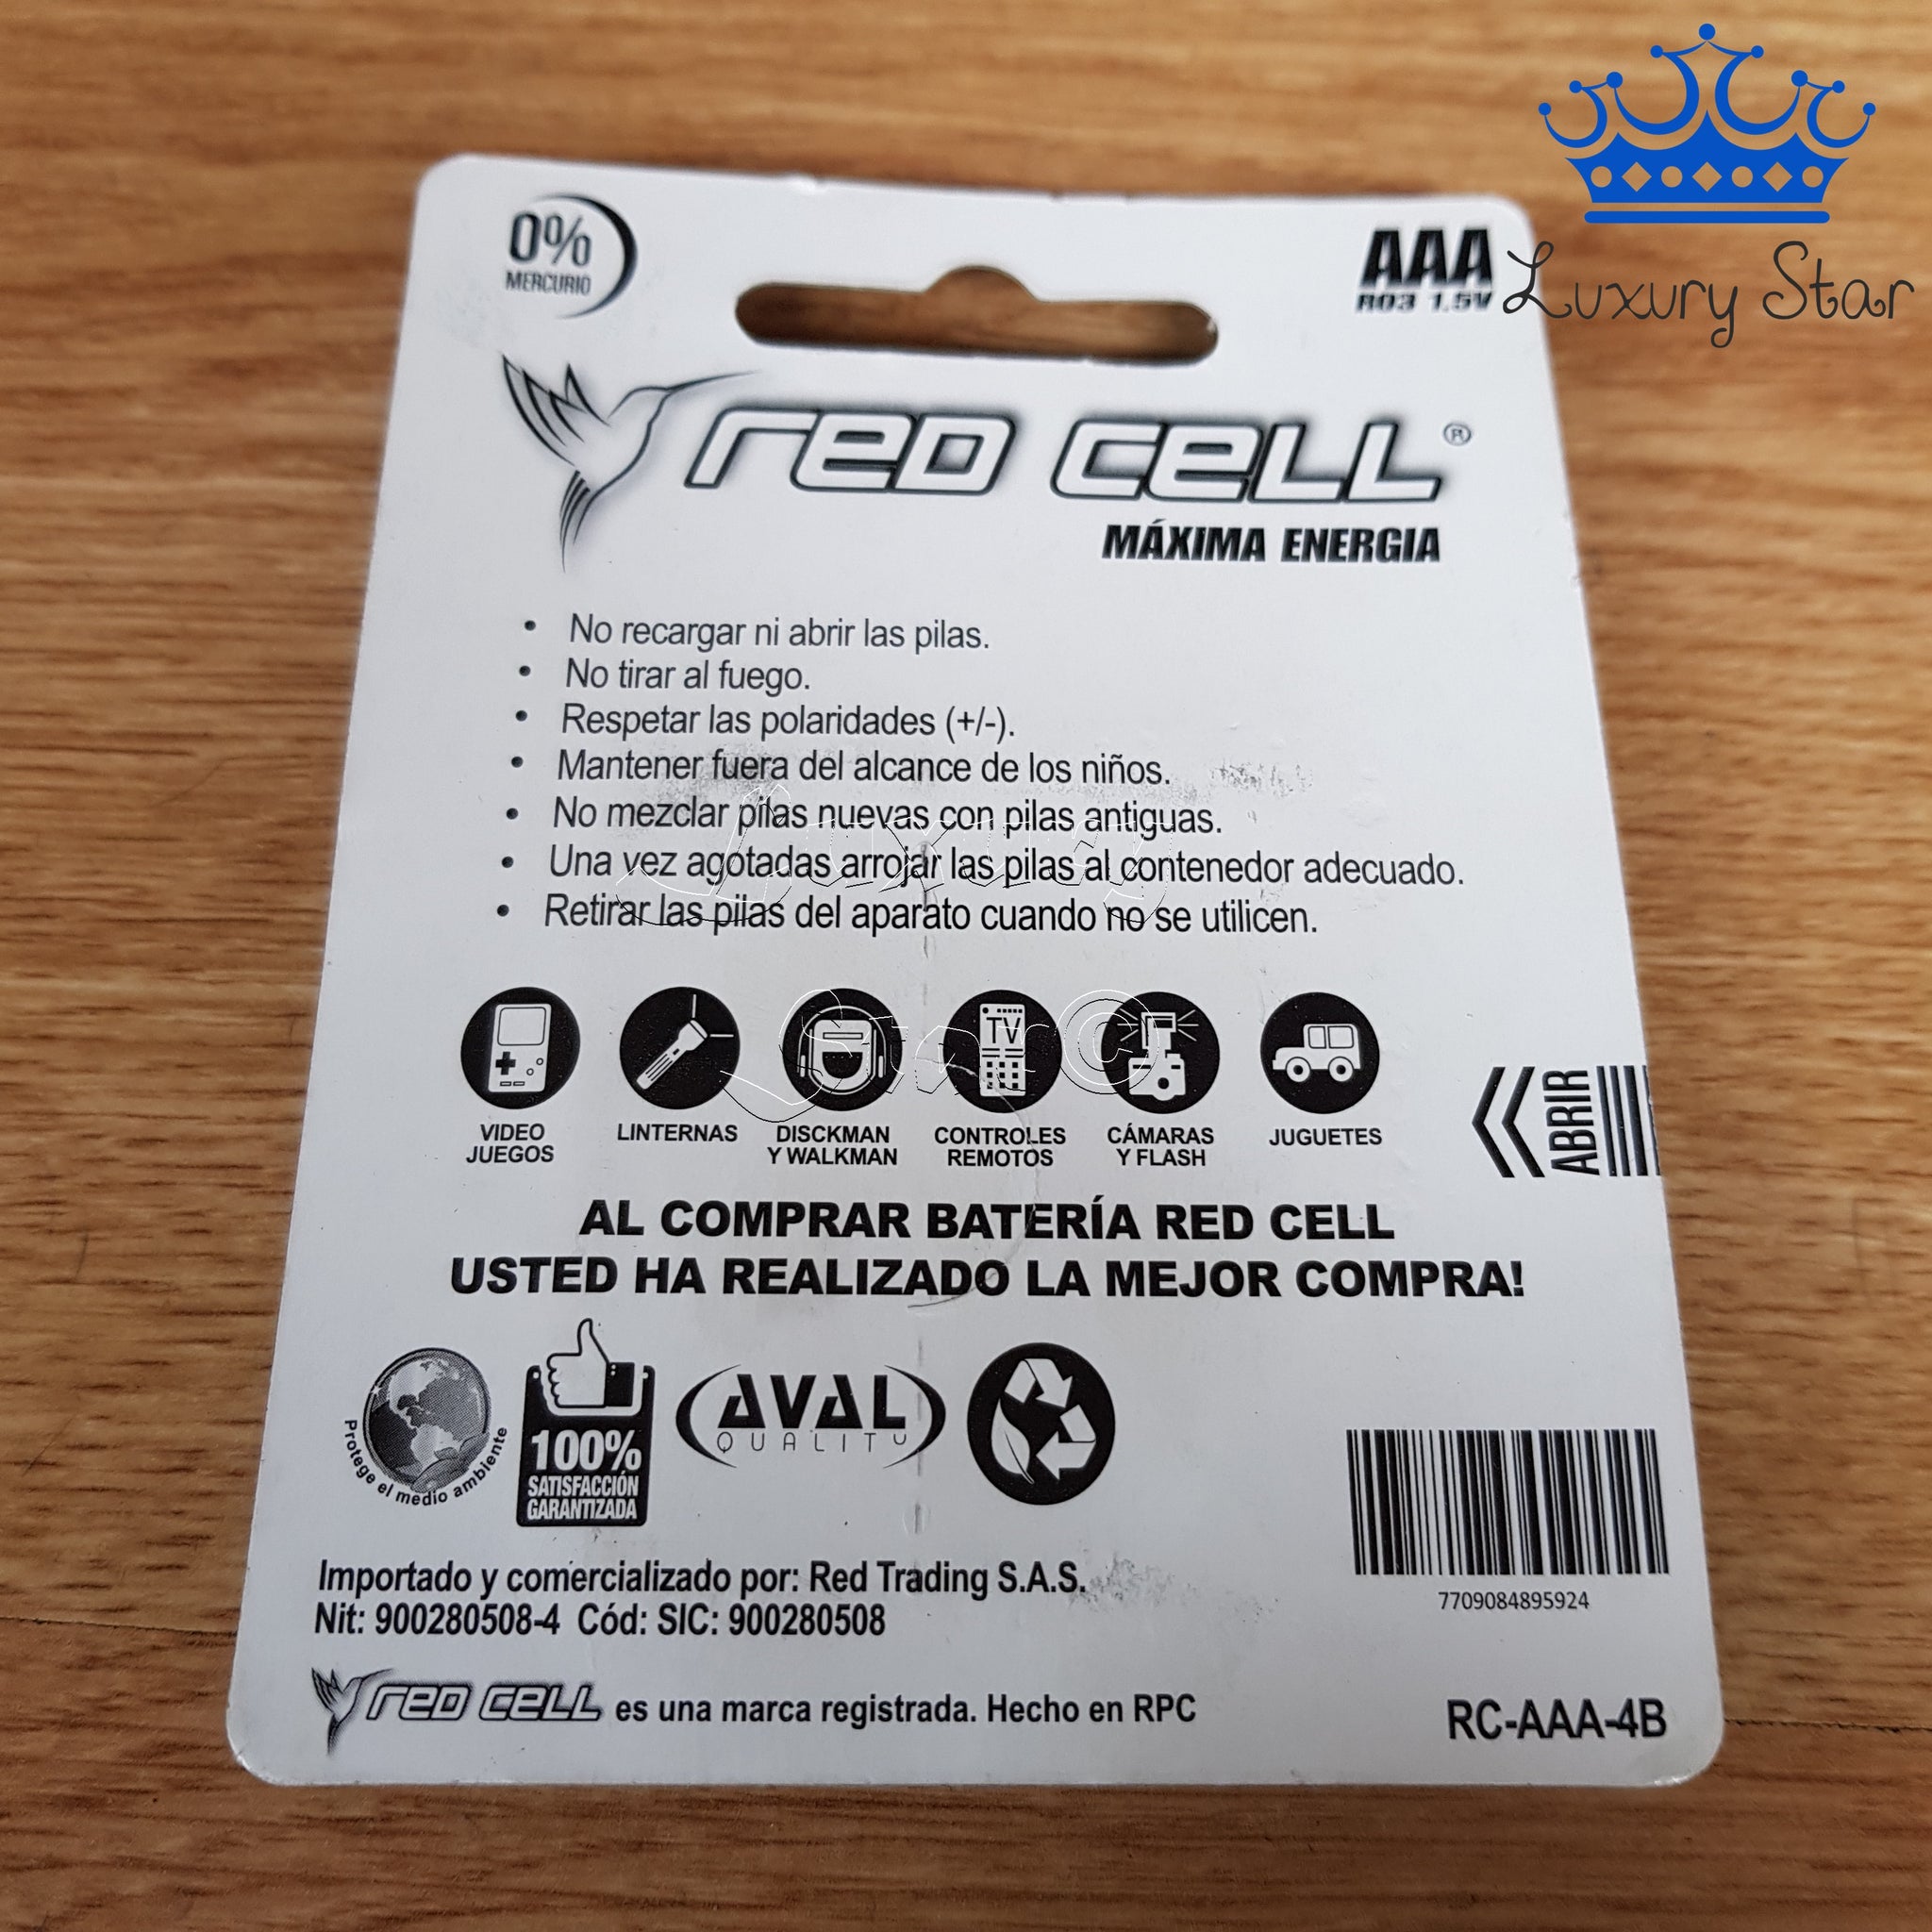 Luxury Star
0%
MERCURIO
AAA
R03 1.5V
RED CELL®
MÁXIMA ENERGIA
• No recargar ni abrir las pilas.
• No tirar al fuego.
• Respetar las polaridades (+/-).
• Mantener fuera del alcance de los niños.
• No mezclar pilas nuevas con pilas antiguas.
• Una vez agotadas arrojar las pilas al contenedor adecuado.
• Retirar las pilas del aparato cuando no se utilicen.
Luxury
Star©
TV
VIDEO
JUEGOS
LINTERNAS
DISCKMAN
Y WALKMAN
CONTROLES
REMOTOS
CÁMARAS
Y FLASH
JUGUETES
ABRIR
AL COMPRAR BATERÍA RED CELL
USTED HA REALIZADO LA MEJOR COMPRA!
Protege el medio ambiente
100%
SATISFACCIÓN
GARANTIZADA
AVAL
QUALITY
7709084895924
Importado y comercializado por: Red Trading S.A.S.
Nit: 900280508-4 Cód: SIC: 900280508
RED CELL es una marca registrada. Hecho en RPC
RC-AAA-4B